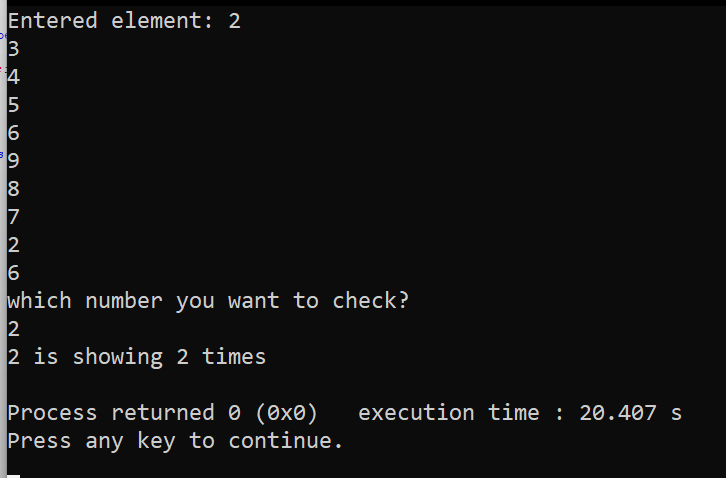 Entered element: 2
3
4
5
6
9
8
7
2
6
which number you want to check?
2
2 is showing 2 times
Process returned 0 (0x0)   execution time : 20.407 s
Press any key to continue.